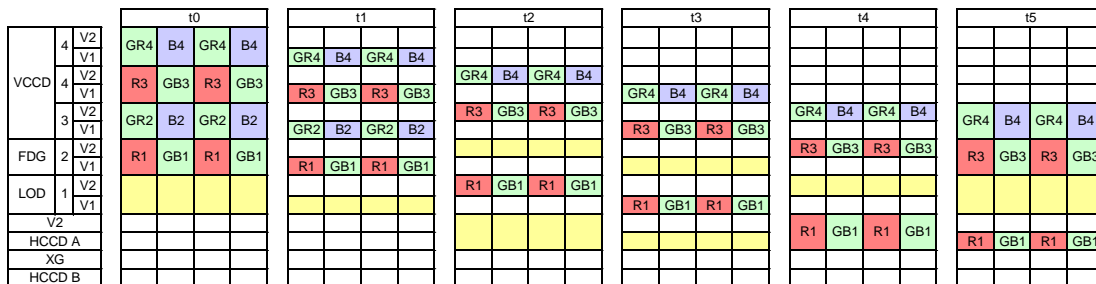 t0 t1 t2 t3 t4 t5
4 V2 GR4 B4 GR4 B4
V1 GR4 B4 GR4 B4
VCCD 4 V2 R3 GB3 R3 GB3 GR4 B4 GR4 B4
V1 R3 GB3 R3 GB3 GR4 B4 GR4 B4
3 V2 GR2 B2 GR2 B2 R3 GB3 R3 GB3 GR4 B4 GR4 B4 GR4 B4 GR4 B4
V1 GR2 B2 GR2 B2 R3 GB3 R3 GB3
FDG 2 V2 R1 GB1 R1 GB1 R3 GB3 R3 GB3 R3 GB3 R3 GB3
V1 R1 GB1 R1 GB1
LOD 1 V2 R1 GB1 R1 GB1
V1 R1 GB1 R1 GB1
V2 R1 GB1 R1 GB1
HCCD A R1 GB1 R1 GB1
XG
HCCD B